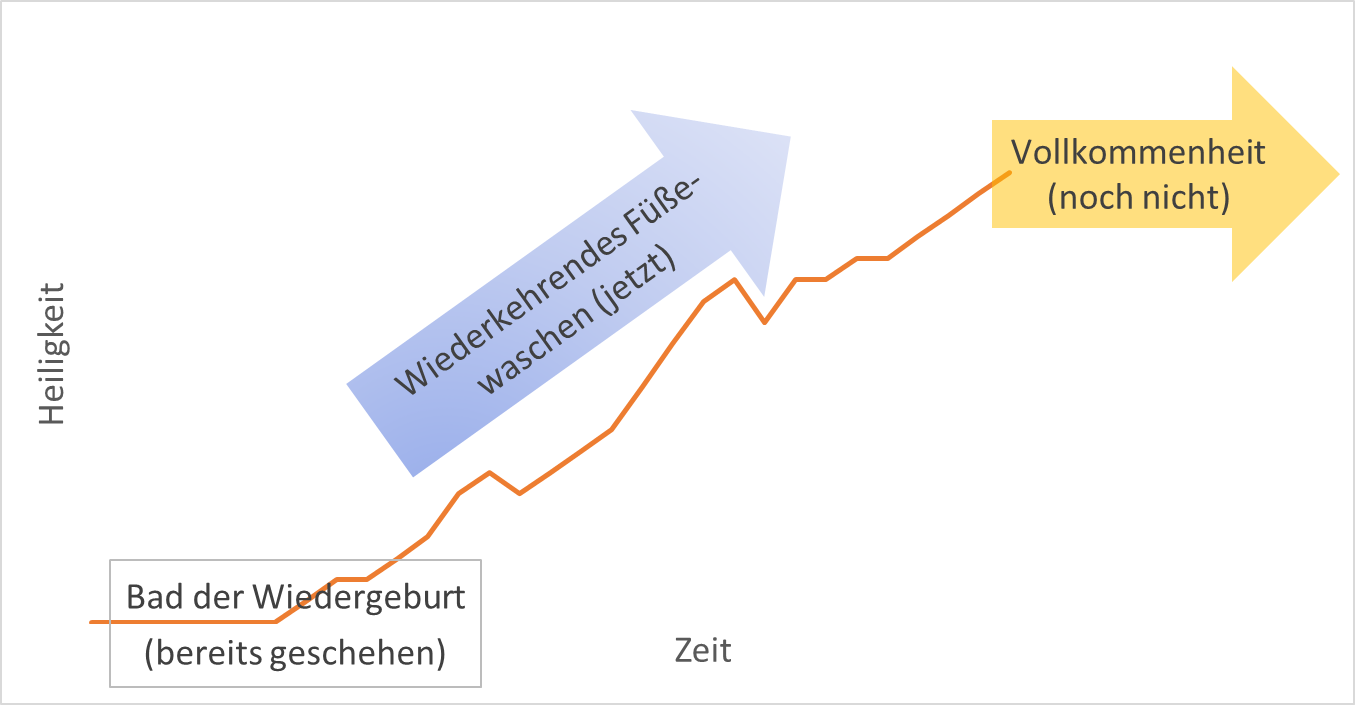 Vollkommenheit
(noch nicht)
Wiederkehrendes Füße-
waschen (jetzt)
Heiligkeit
Bad der Wiedergeburt
(bereits geschehen)
Zeit